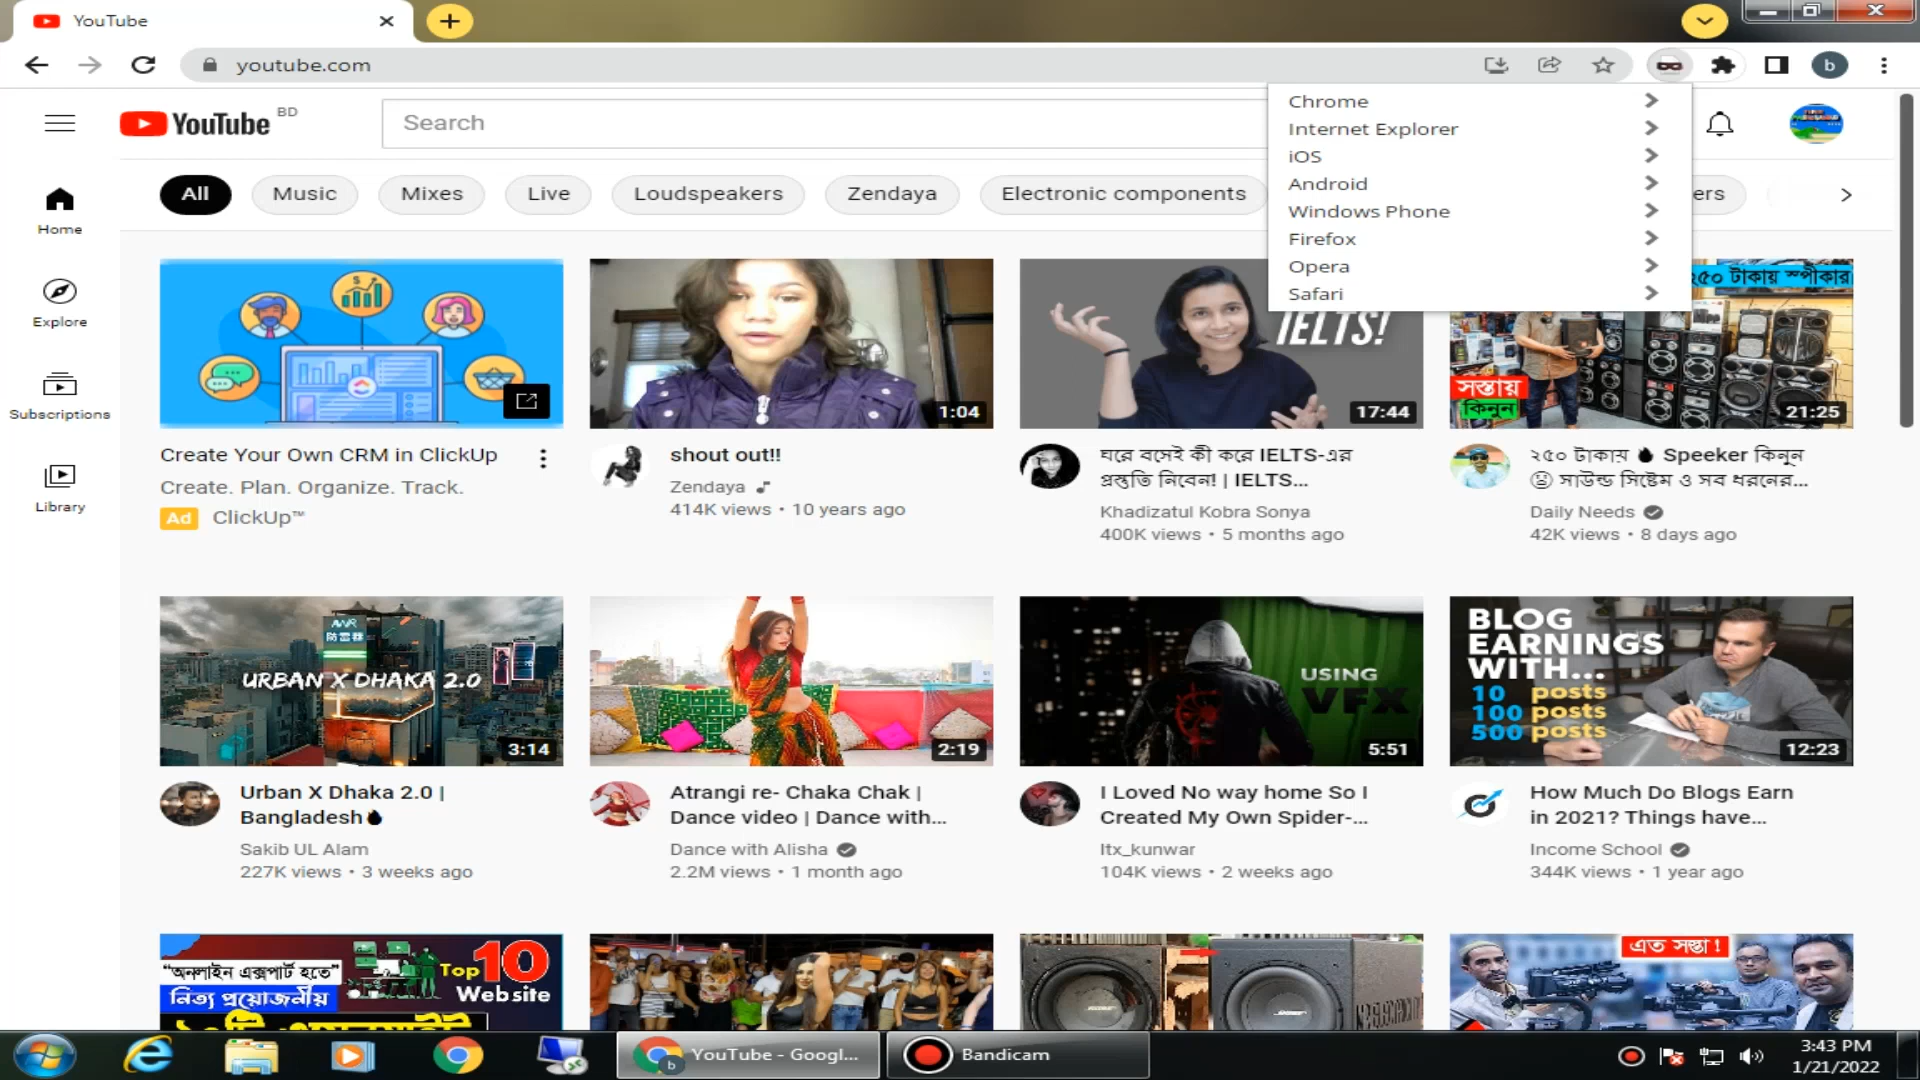 YouTube
youtube.com
YouTube BD
Search
Chrome
Internet Explorer
iOS
Android
Windows Phone
Firefox
Opera
Safari
All
Music
Mixes
Live
Loudspeakers
Zendaya
Electronic components
ers
Home
Explore
Subscriptions
Library
1:04
IELTS!
17:44
২৫০ টাকায় স্পীকার
সস্তায়
কিনুন
21:25
Create Your Own CRM in ClickUp
Create. Plan. Organize. Track.
Ad ClickUp™
shout out!!
Zendaya
414K views • 10 years ago
ঘরে বসেই কী করে IELTS-এর
প্রস্তুতি নিবেন! | IELTS...
Khadizatul Kobra Sonya
400K views • 5 months ago
২৫০ টাকায় Speeker কিনুন
সাউন্ড সিষ্টেম ও সব ধরনের...
Daily Needs
42K views • 8 days ago
AWR
URBAN X DHAKA 2.0
3:14
2:19
USING
VFX
5:51
BLOG
EARNINGS
WITH...
10 posts
100 posts
500 posts
12:23
Urban X Dhaka 2.0 |
Bangladesh
Sakib UL Alam
227K views • 3 weeks ago
Atrangi re- Chaka Chak |
Dance video | Dance with...
Dance with Alisha
2.2M views • 1 month ago
I Loved No way home So I
Created My Own Spider-...
Itx_kunwar
104K views • 2 weeks ago
How Much Do Blogs Earn
in 2021? Things have...
Income School
344K views • 1 year ago
“অনলাইন এক্সপার্ট হতে”
নিত্য প্রয়োজনীয়
Top 10
Website
এত সস্তা !
YouTube - Googl...
Bandicam
3:43 PM
1/21/2022